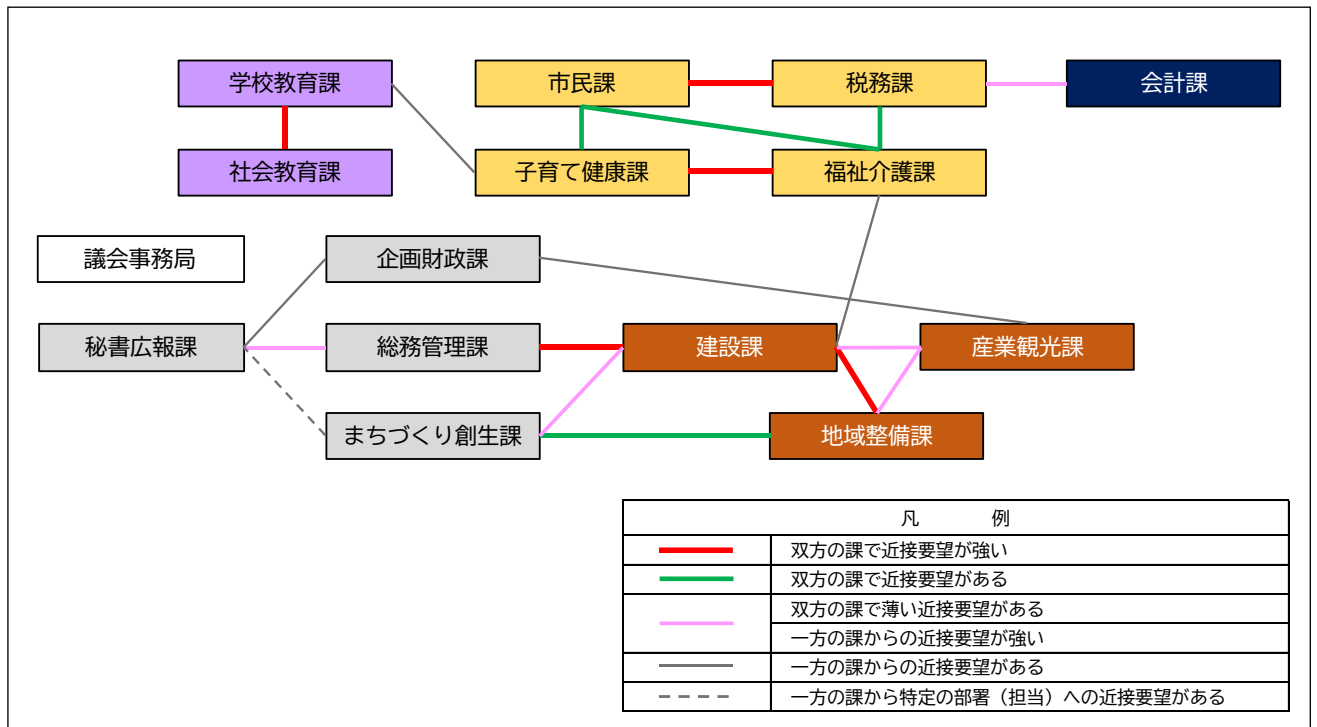 学校教育課
市民課
税務課
会計課
社会教育課
子育て健康課
福祉介護課
議会事務局
企画財政課
秘書広報課
総務管理課
建設課
産業観光課
まちづくり創生課
地域整備課
凡 例
双方の課で近接要望が強い
双方の課で近接要望がある
双方の課で薄い近接要望がある
一方の課からの近接要望が強い
一方の課からの近接要望がある
一方の課から特定の部署（担当）への近接要望がある